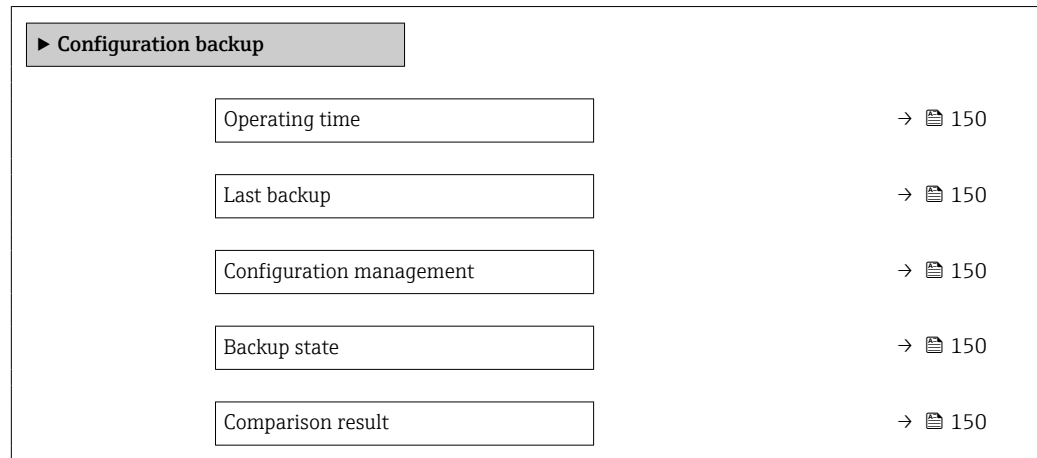 ▶ Configuration backup
Operating time → 🖹 150
Last backup → 🖹 150
Configuration management → 🖹 150
Backup state → 🖹 150
Comparison result → 🖹 150